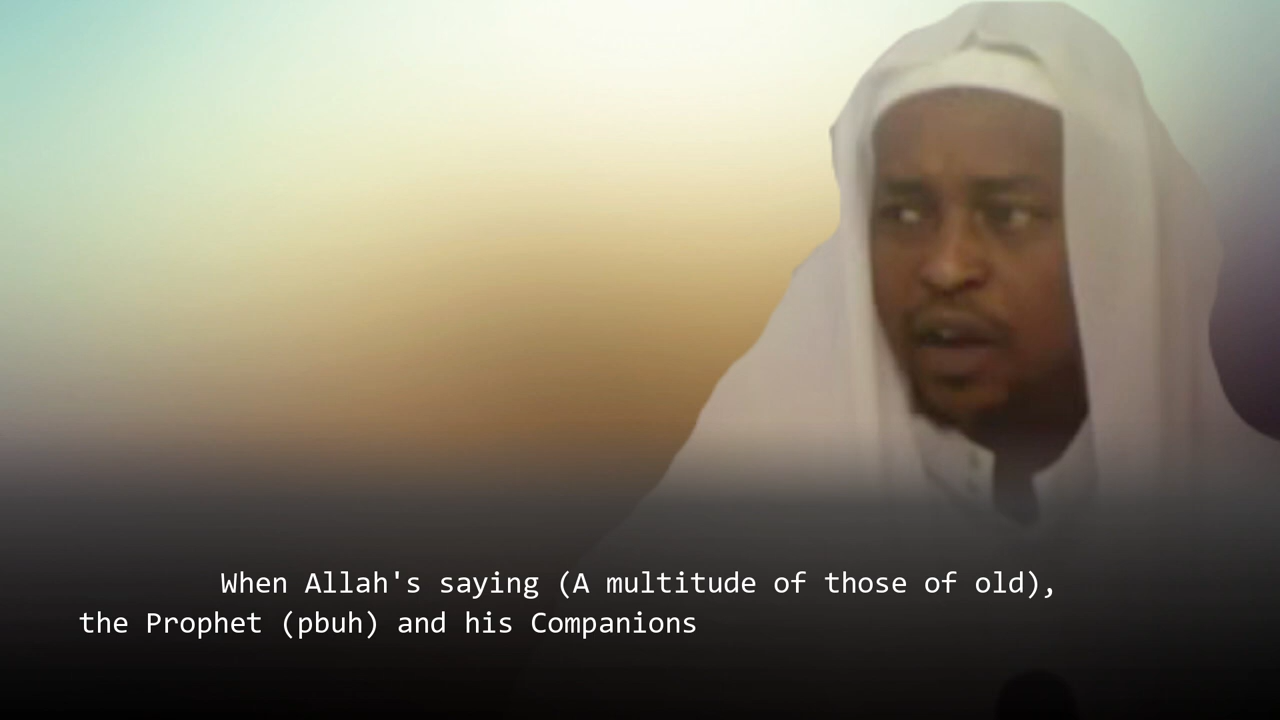 When Allah's saying (A multitude of those of old),
the Prophet (pbuh) and his Companions